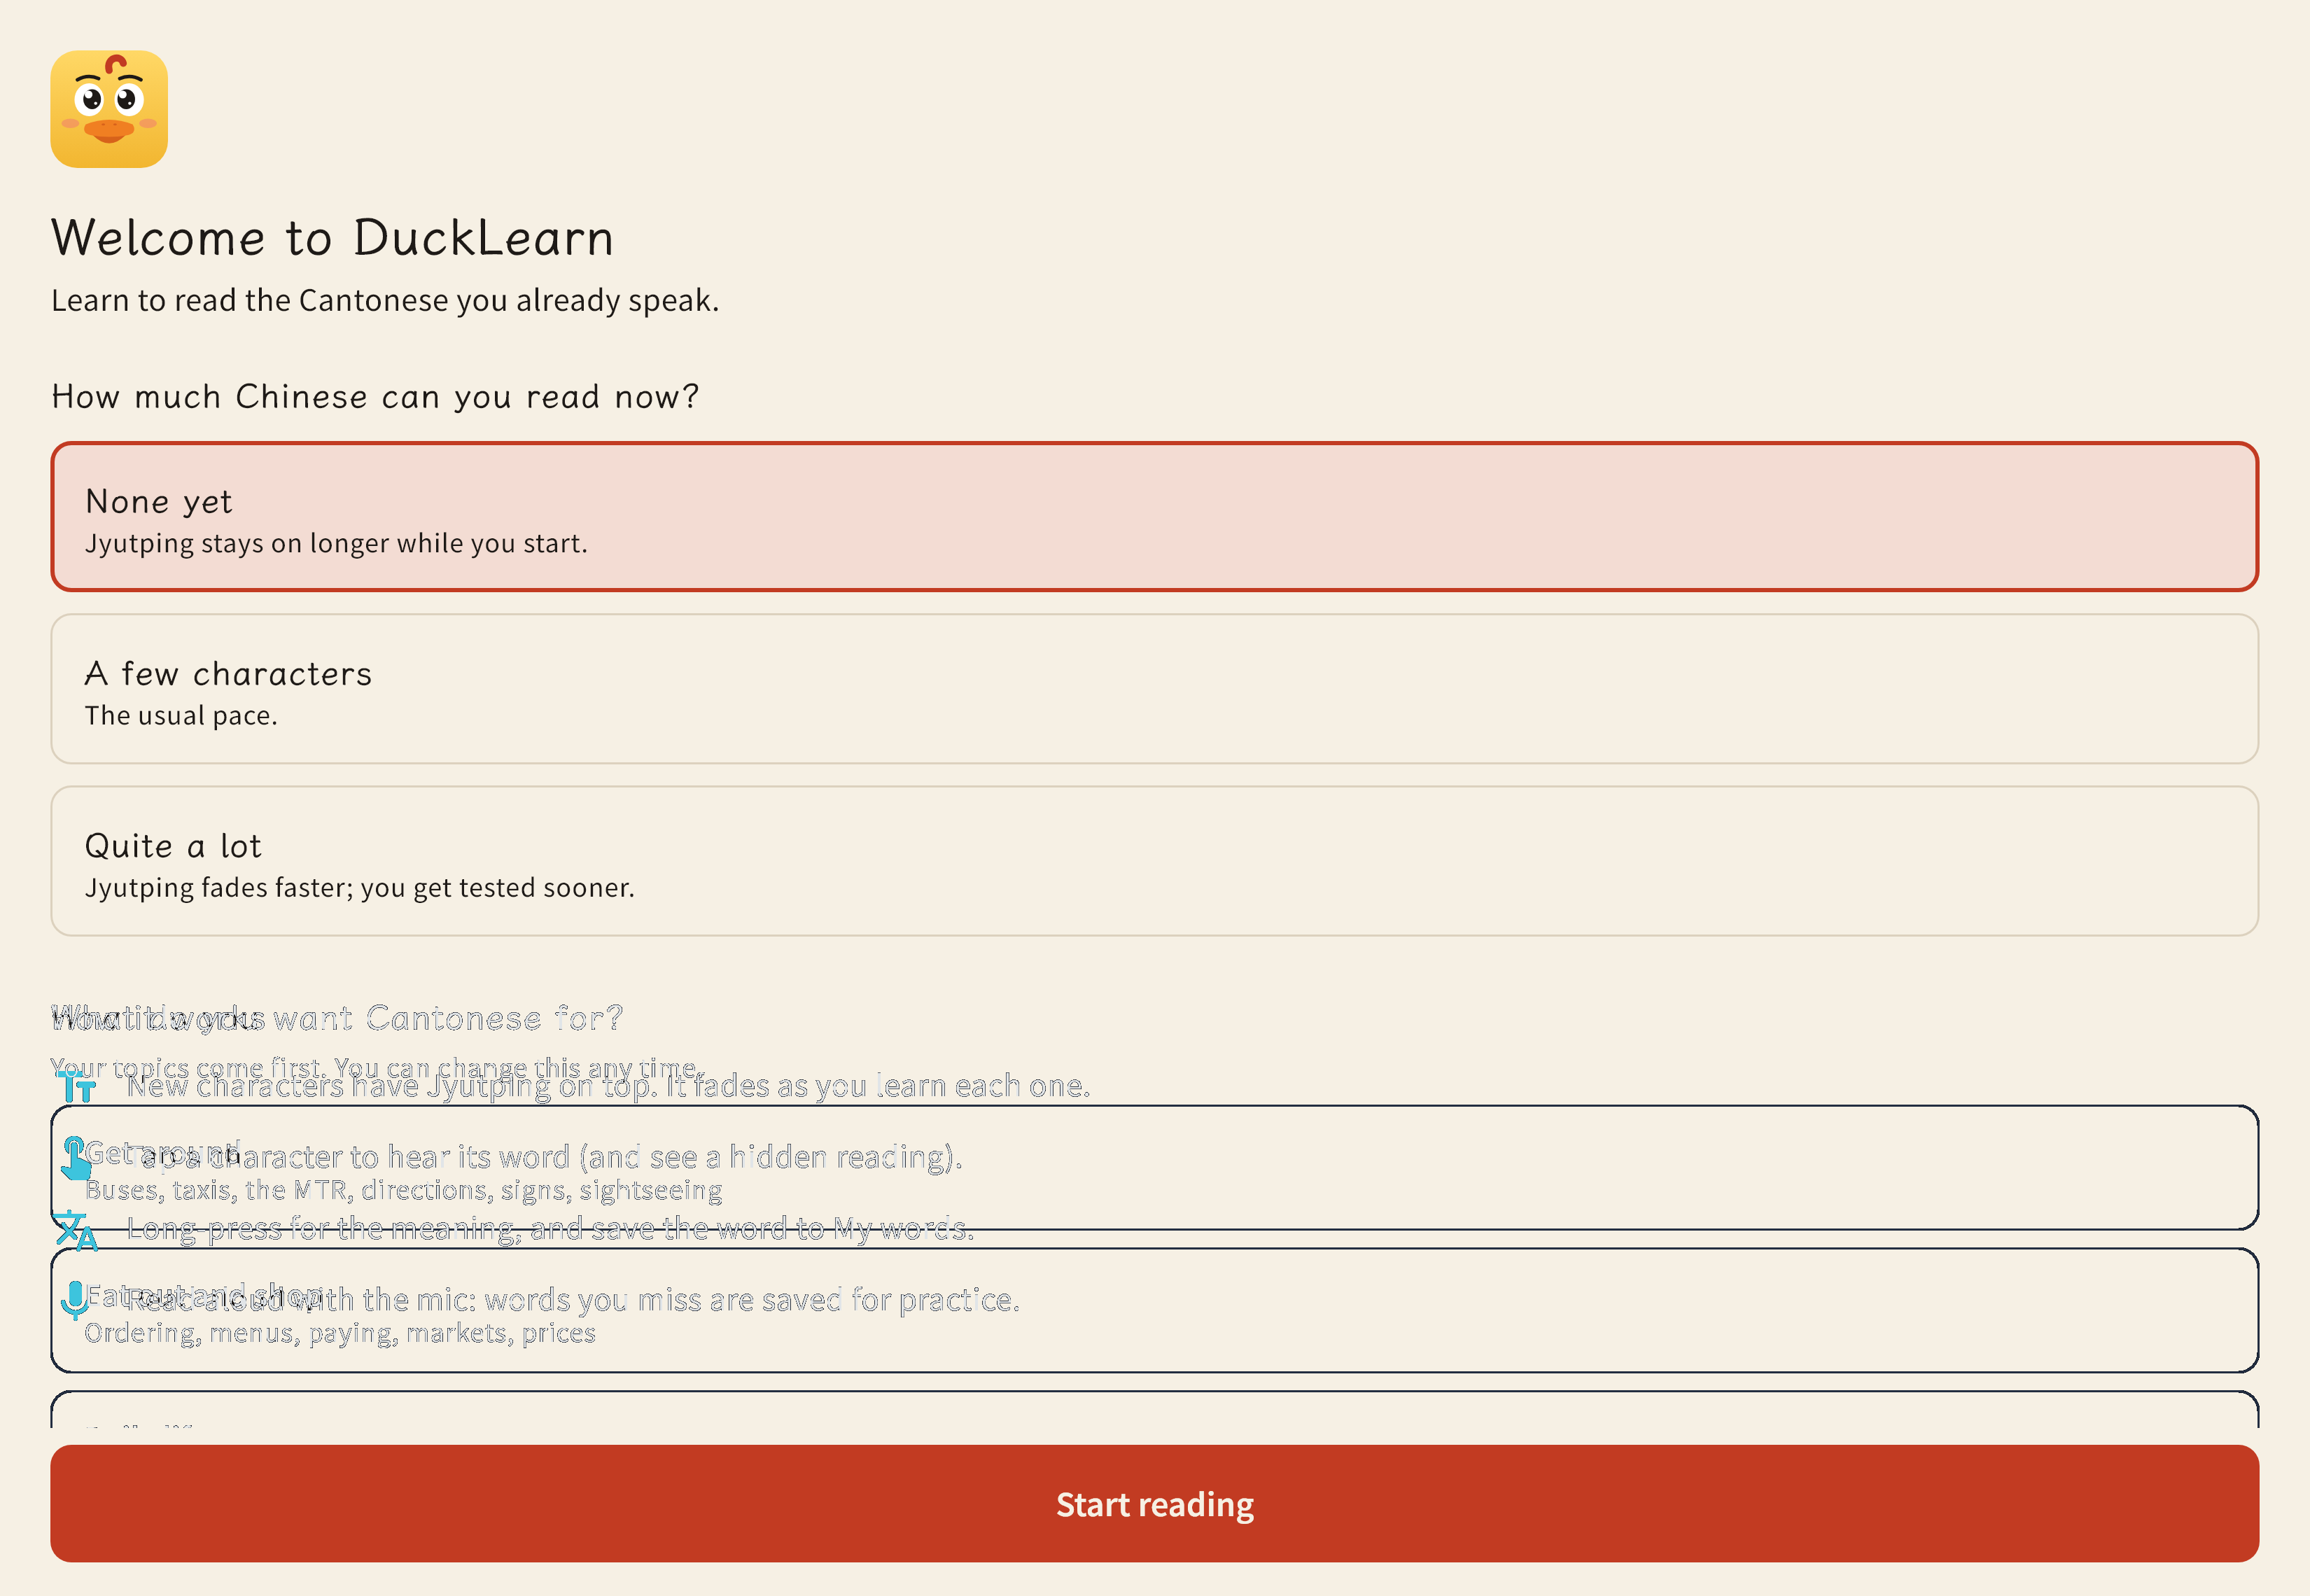 Welcome to DuckLearn
Learn to read the Cantonese you already speak.
How much Chinese can you read now?
None yet
Jyutping stays on longer while you start.
A few characters
The usual pace.
Quite a lot
Jyutping fades faster; you get tested sooner.
What do you want Cantonese for?
How it works
Your topics come first. You can change this any time.
New characters have Jyutping on top. It fades as you learn each one.
Get around
Tap a character to hear its word (and see a hidden reading).
Buses, taxis, the MTR, directions, signs, sightseeing
Long-press for the meaning, and save the word to My words.
Eat out and shop
Read aloud with the mic: words you miss are saved for practice.
Ordering, menus, paying, markets, prices
Start reading